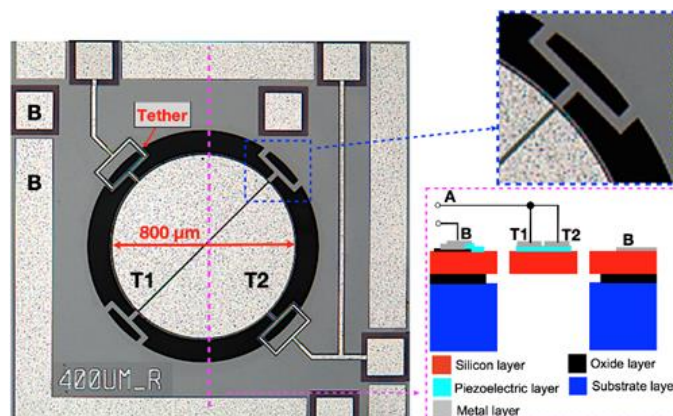 B
Tether
B
800 µm
T1
T2
400UM_R
A
B
T1
T2
B
Silicon layer
Oxide layer
Piezoelectric layer
Substrate laye
Metal layer